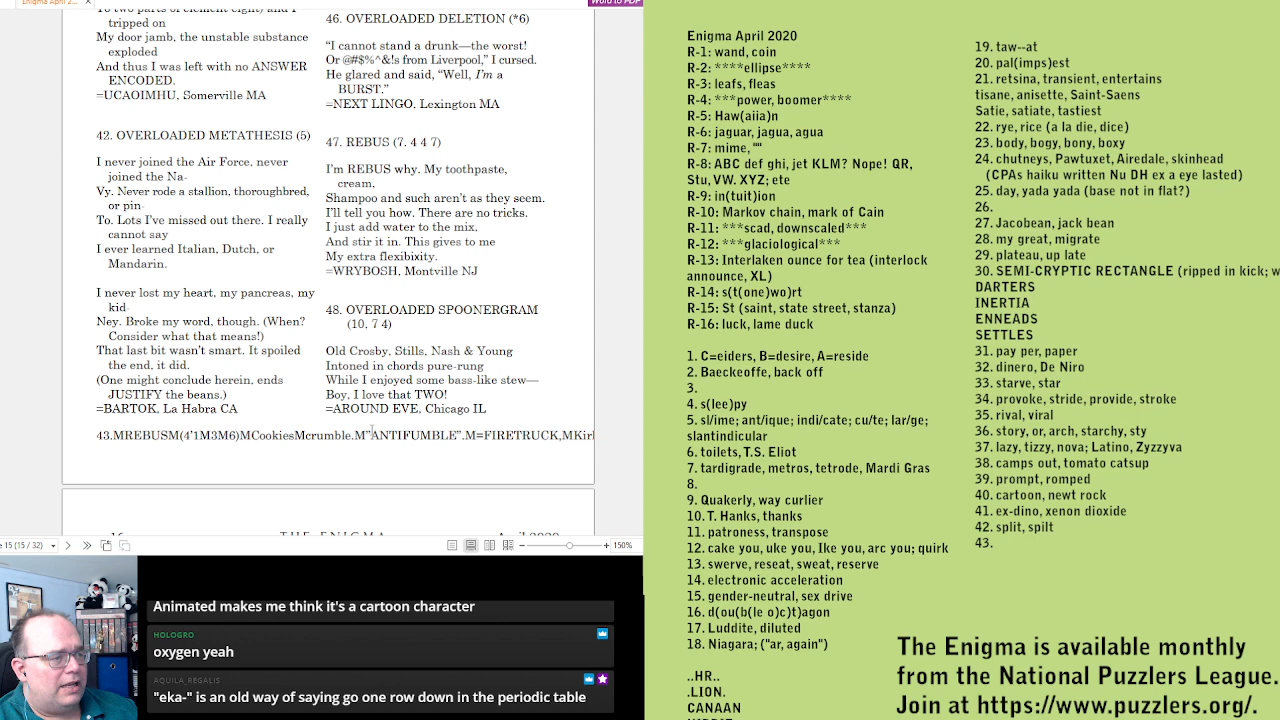 Enigma April 2...
Word to PDF
To two parts of element eight) and I
tripped on
My door jamb, the unstable substance
exploded
And thus I was left with no ANSWER
ENCODED.
=UCAOIMHU, Somerville MA
42. OVERLOADED METATHESIS (5)
I never joined the Air Force, never
joined the Na-
Vy. Never rode a stallion, thoroughbred,
or pin-
To. Lots I've missed out there. I really
cannot say
I ever learned Italian, Dutch, or
Mandarin.
I never lost my heart, my pancreas, my
kid-
Ney. Broke my word, though. (When?
Consider what that means!)
That last bit wasn't smart. It spoiled
the end, it did.
(One might conclude herein, ends
JUSTIFY the beans.)
=BARTOK, La Habra CA
46. OVERLOADED DELETION (*6)
"I cannot stand a drunk—the worst!
Or @#$%^&!s from Liverpool," I cursed.
He glared and said, "Well, I'm a
BURST."
=NEXT LINGO, Lexington MA
47. REBUS (7. 4 4 7)
I'm REBUS why. My toothpaste,
cream,
Shampoo and such aren't as they seem.
I'll tell you how. There are no tricks.
I just add water to the mix,
And stir it in. This gives to me
My extra flexibixity.
=WRYBOSH, Montville NJ
48. OVERLOADED SPOONERGRAM
(10. 7 4)
Old Crosby, Stills, Nash & Young
Intoned in chords pure-rung
While I enjoyed some bass-like stew—
Boy, I love that TWO!
=AROUND EVE, Chicago IL
43.MREBUSM(4'1M3M6)MCookiesMcrumble.M"ANTIFUMBLE".M=FIRETRUCK,MKirl
THE ENIGMA
April 2020
15 (15 / 32)
150%
Animated makes me think it's a cartoon character
HOLOGRO
oxygen yeah
AQUILA_REGALIS
"eka-" is an old way of saying go one row down in the periodic table
Enigma April 2020
R-1: wand, coin
R-2: ****ellipse****
R-3: leafs, fleas
R-4: ***power, boomer****
R-5: Haw(aiia)n
R-6: jaguar, jagua, agua
R-7: mime, ""
R-8: ABC def ghi, jet KLM? Nope! QR,
Stu, VW. XYZ; ete
R-9: in(tuit)ion
R-10: Markov chain, mark of Cain
R-11: ***scad, downscaled***
R-12: ***glaciological***
R-13: Interlaken ounce for tea (interlock
announce, XL)
R-14: s(t(one)wo)rt
R-15: St (saint, state street, stanza)
R-16: luck, lame duck
1. C=eiders, B=desire, A=reside
2. Baeckeoffe, back off
3.
4. s(lee)py
5. sl/ime; ant/ique; indi/cate; cu/te; lar/ge;
slantindicular
6. toilets, T.S. Eliot
7. tardigrade, metros, tetrode, Mardi Gras
8.
9. Quakerly, way curlier
10. T. Hanks, thanks
11. patroness, transpose
12. cake you, uke you, Ike you, arc you; quirk
13. swerve, reseat, sweat, reserve
14. electronic acceleration
15. gender-neutral, sex drive
16. d(ou(b(le o)c)t)agon
17. Luddite, diluted
18. Niagara; ("ar, again")
..HR..
.LION.
CANAAN
19. taw--at
20. pal(imps)est
21. retsina, transient, entertains
tisane, anisette, Saint-Saens
Satie, satiate, tastiest
22. rye, rice (a la die, dice)
23. body, bogy, bony, boxy
24. chutneys, Pawtuxet, Airedale, skinhead
(CPAs haiku written Nu DH ex a eye lasted)
25. day, yada yada (base not in flat?)
26.
27. Jacobean, jack bean
28. my great, migrate
29. plateau, up late
30. SEMI-CRYPTIC RECTANGLE (ripped in kick; w
DARTERS
INERTIA
ENNEADS
SETTLES
31. pay per, paper
32. dinero, De Niro
33. starve, star
34. provoke, stride, provide, stroke
35. rival, viral
36. story, or, arch, starchy, sty
37. lazy, tizzy, nova; Latino, Zyzzyva
38. camps out, tomato catsup
39. prompt, romped
40. cartoon, newt rock
41. ex-dino, xenon dioxide
42. split, spilt
43.
The Enigma is available monthly
from the National Puzzlers League.
Join at https://www.puzzlers.org/.